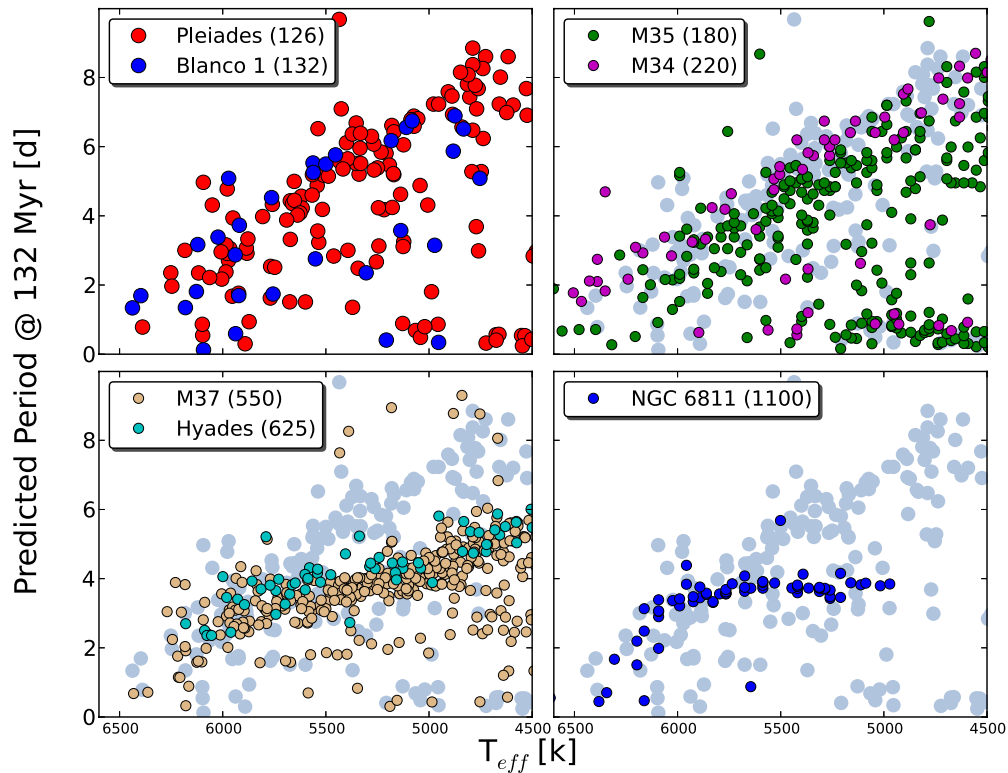 Pleiades (126)
Blanco 1 (132)
M35 (180)
M34 (220)
8
6
4
2
0
Predicted Period @ 132 Myr [d]
M37 (550)
Hyades (625)
NGC 6811 (1100)
8
6
4
2
0
6500 6000 5500 5000 4500 6500 6000 5500 5000 4500
T_eff [k]